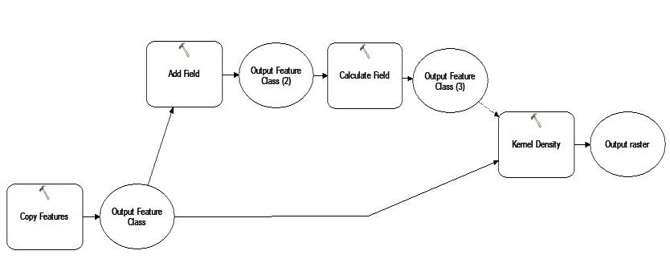 Add Field
Output Feature
Class (2)
Calculate Field
Output Feature
Class (3)
Kernel Density
Output raster
Copy Features
Output Feature
Class